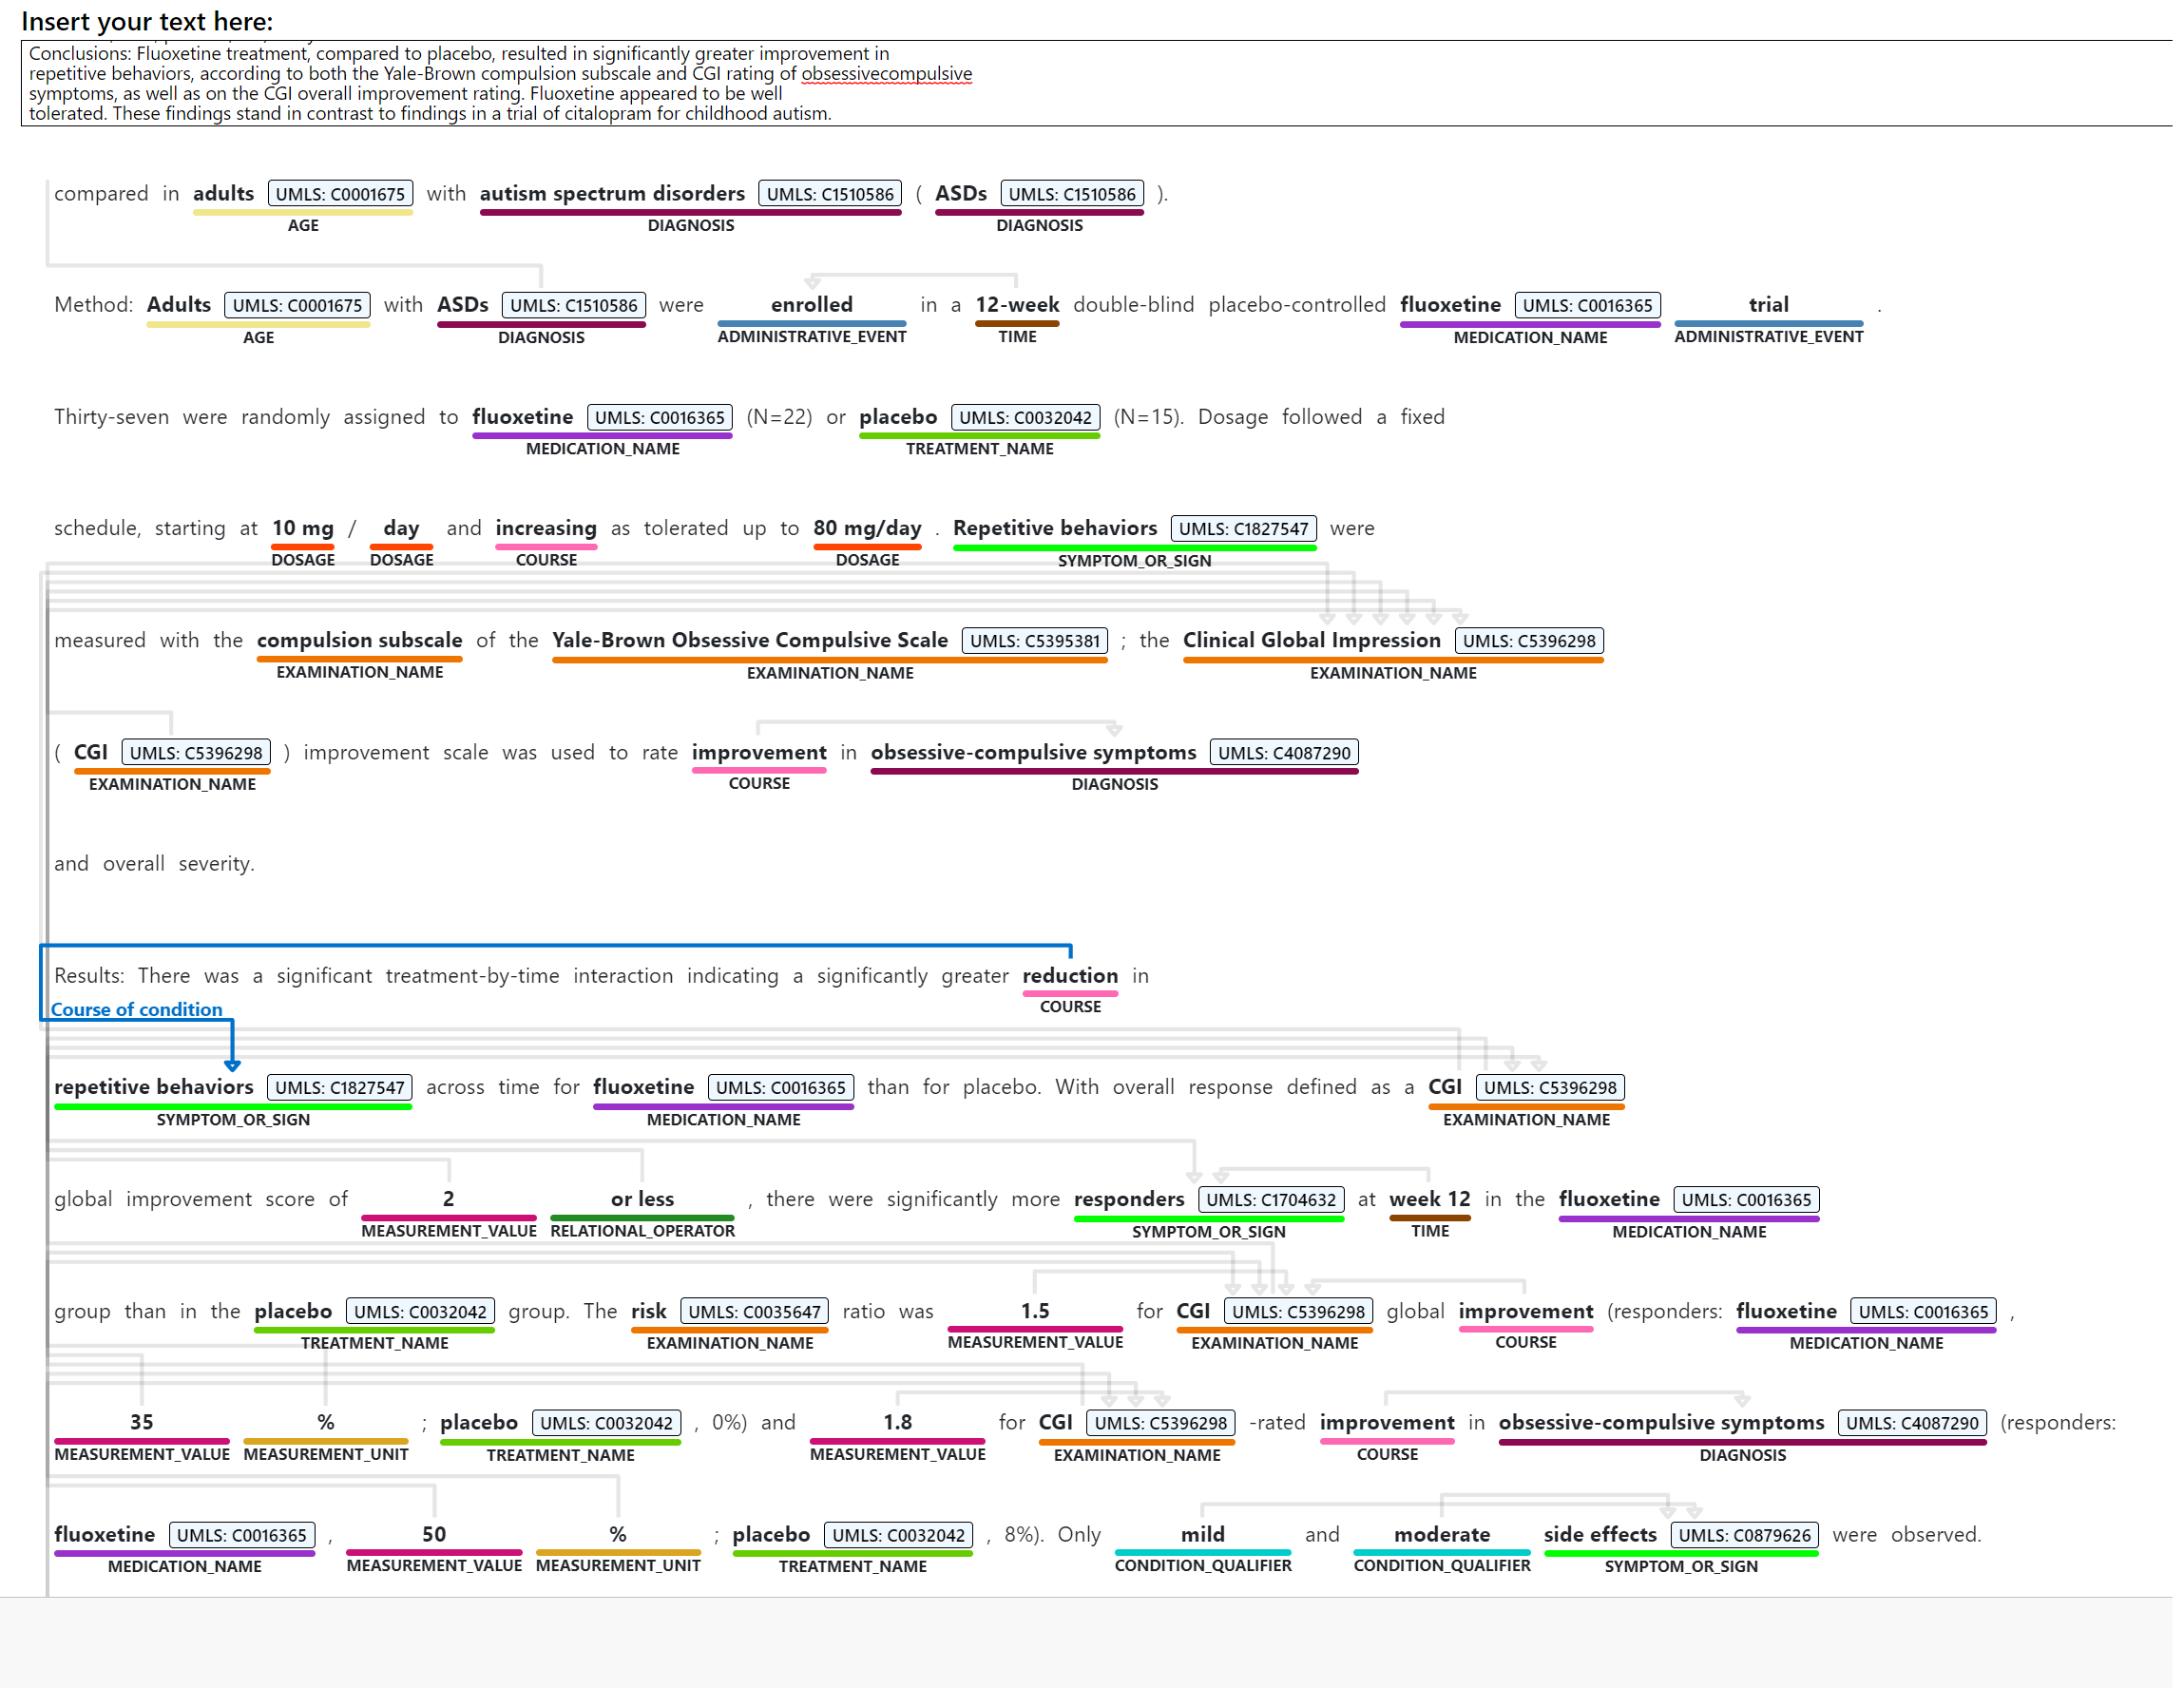 Insert your text here:
Conclusions: Fluoxetine treatment, compared to placebo, resulted in significantly greater improvement in
repetitive behaviors, according to both the Yale-Brown compulsion subscale and CGI rating of obsessivecompulsive
symptoms, as well as on the CGI overall improvement rating. Fluoxetine appeared to be well
tolerated. These findings stand in contrast to findings in a trial of citalopram for childhood autism.
compared in adults UMLS: C0001675 with autism spectrum disorders UMLS: C1510586 ( ASDs UMLS: C1510586 ).
AGE DIAGNOSIS DIAGNOSIS
Method: Adults UMLS: C0001675 with ASDs UMLS: C1510586 were enrolled in a 12-week double-blind placebo-controlled fluoxetine UMLS: C0016365 trial .
AGE DIAGNOSIS ADMINISTRATIVE_EVENT TIME MEDICATION_NAME ADMINISTRATIVE_EVENT
Thirty-seven were randomly assigned to fluoxetine UMLS: C0016365 (N=22) or placebo UMLS: C0032042 (N=15). Dosage followed a fixed
MEDICATION_NAME TREATMENT_NAME
schedule, starting at 10 mg / day and increasing as tolerated up to 80 mg/day . Repetitive behaviors UMLS: C1827547 were
DOSAGE DOSAGE COURSE DOSAGE SYMPTOM_OR_SIGN
measured with the compulsion subscale of the Yale-Brown Obsessive Compulsive Scale UMLS: C5395381 ; the Clinical Global Impression UMLS: C5396298
EXAMINATION_NAME EXAMINATION_NAME EXAMINATION_NAME
( CGI UMLS: C5396298 ) improvement scale was used to rate improvement in obsessive-compulsive symptoms UMLS: C4087290
EXAMINATION_NAME COURSE DIAGNOSIS
and overall severity.
Results: There was a significant treatment-by-time interaction indicating a significantly greater reduction in
COURSE
Course of condition
repetitive behaviors UMLS: C1827547 across time for fluoxetine UMLS: C0016365 than for placebo. With overall response defined as a CGI UMLS: C5396298
SYMPTOM_OR_SIGN MEDICATION_NAME EXAMINATION_NAME
global improvement score of 2 or less , there were significantly more responders UMLS: C1704632 at week 12 in the fluoxetine UMLS: C0016365
MEASUREMENT_VALUE RELATIONAL_OPERATOR SYMPTOM_OR_SIGN TIME MEDICATION_NAME
group than in the placebo UMLS: C0032042 group. The risk UMLS: C0035647 ratio was 1.5 for CGI UMLS: C5396298 global improvement (responders: fluoxetine UMLS: C0016365 ,
TREATMENT_NAME EXAMINATION_NAME MEASUREMENT_VALUE EXAMINATION_NAME COURSE MEDICATION_NAME
35 % ; placebo UMLS: C0032042 , 0%) and 1.8 for CGI UMLS: C5396298 -rated improvement in obsessive-compulsive symptoms UMLS: C4087290 (responders:
MEASUREMENT_VALUE MEASUREMENT_UNIT TREATMENT_NAME MEASUREMENT_VALUE EXAMINATION_NAME COURSE DIAGNOSIS
fluoxetine UMLS: C0016365 , 50 % ; placebo UMLS: C0032042 , 8%). Only mild and moderate side effects UMLS: C0879626 were observed.
MEDICATION_NAME MEASUREMENT_VALUE MEASUREMENT_UNIT TREATMENT_NAME CONDITION_QUALIFIER CONDITION_QUALIFIER SYMPTOM_OR_SIGN